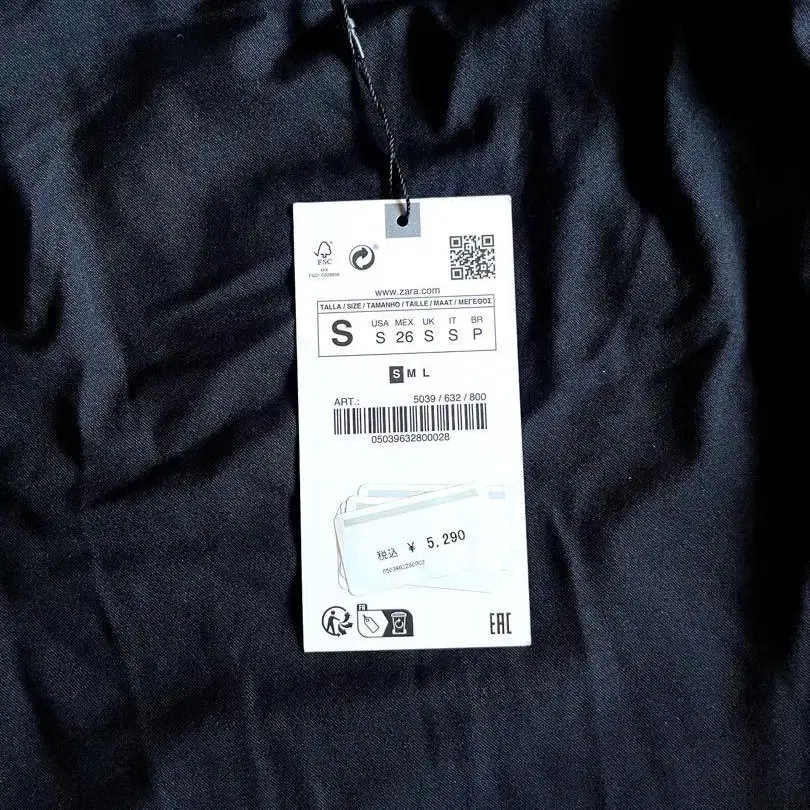 FSC
MIX
www.zara.com
TALLA / SIZE / TAMANHO / TAILLE / MAAT / ΜΕΓΕΘΟΣ
S
USA MEX UK IT BR
S 26 S S P
S M L
ART.: 5039 / 632 / 800
05039632800028
税込 ¥ 5,290
FR
EAC